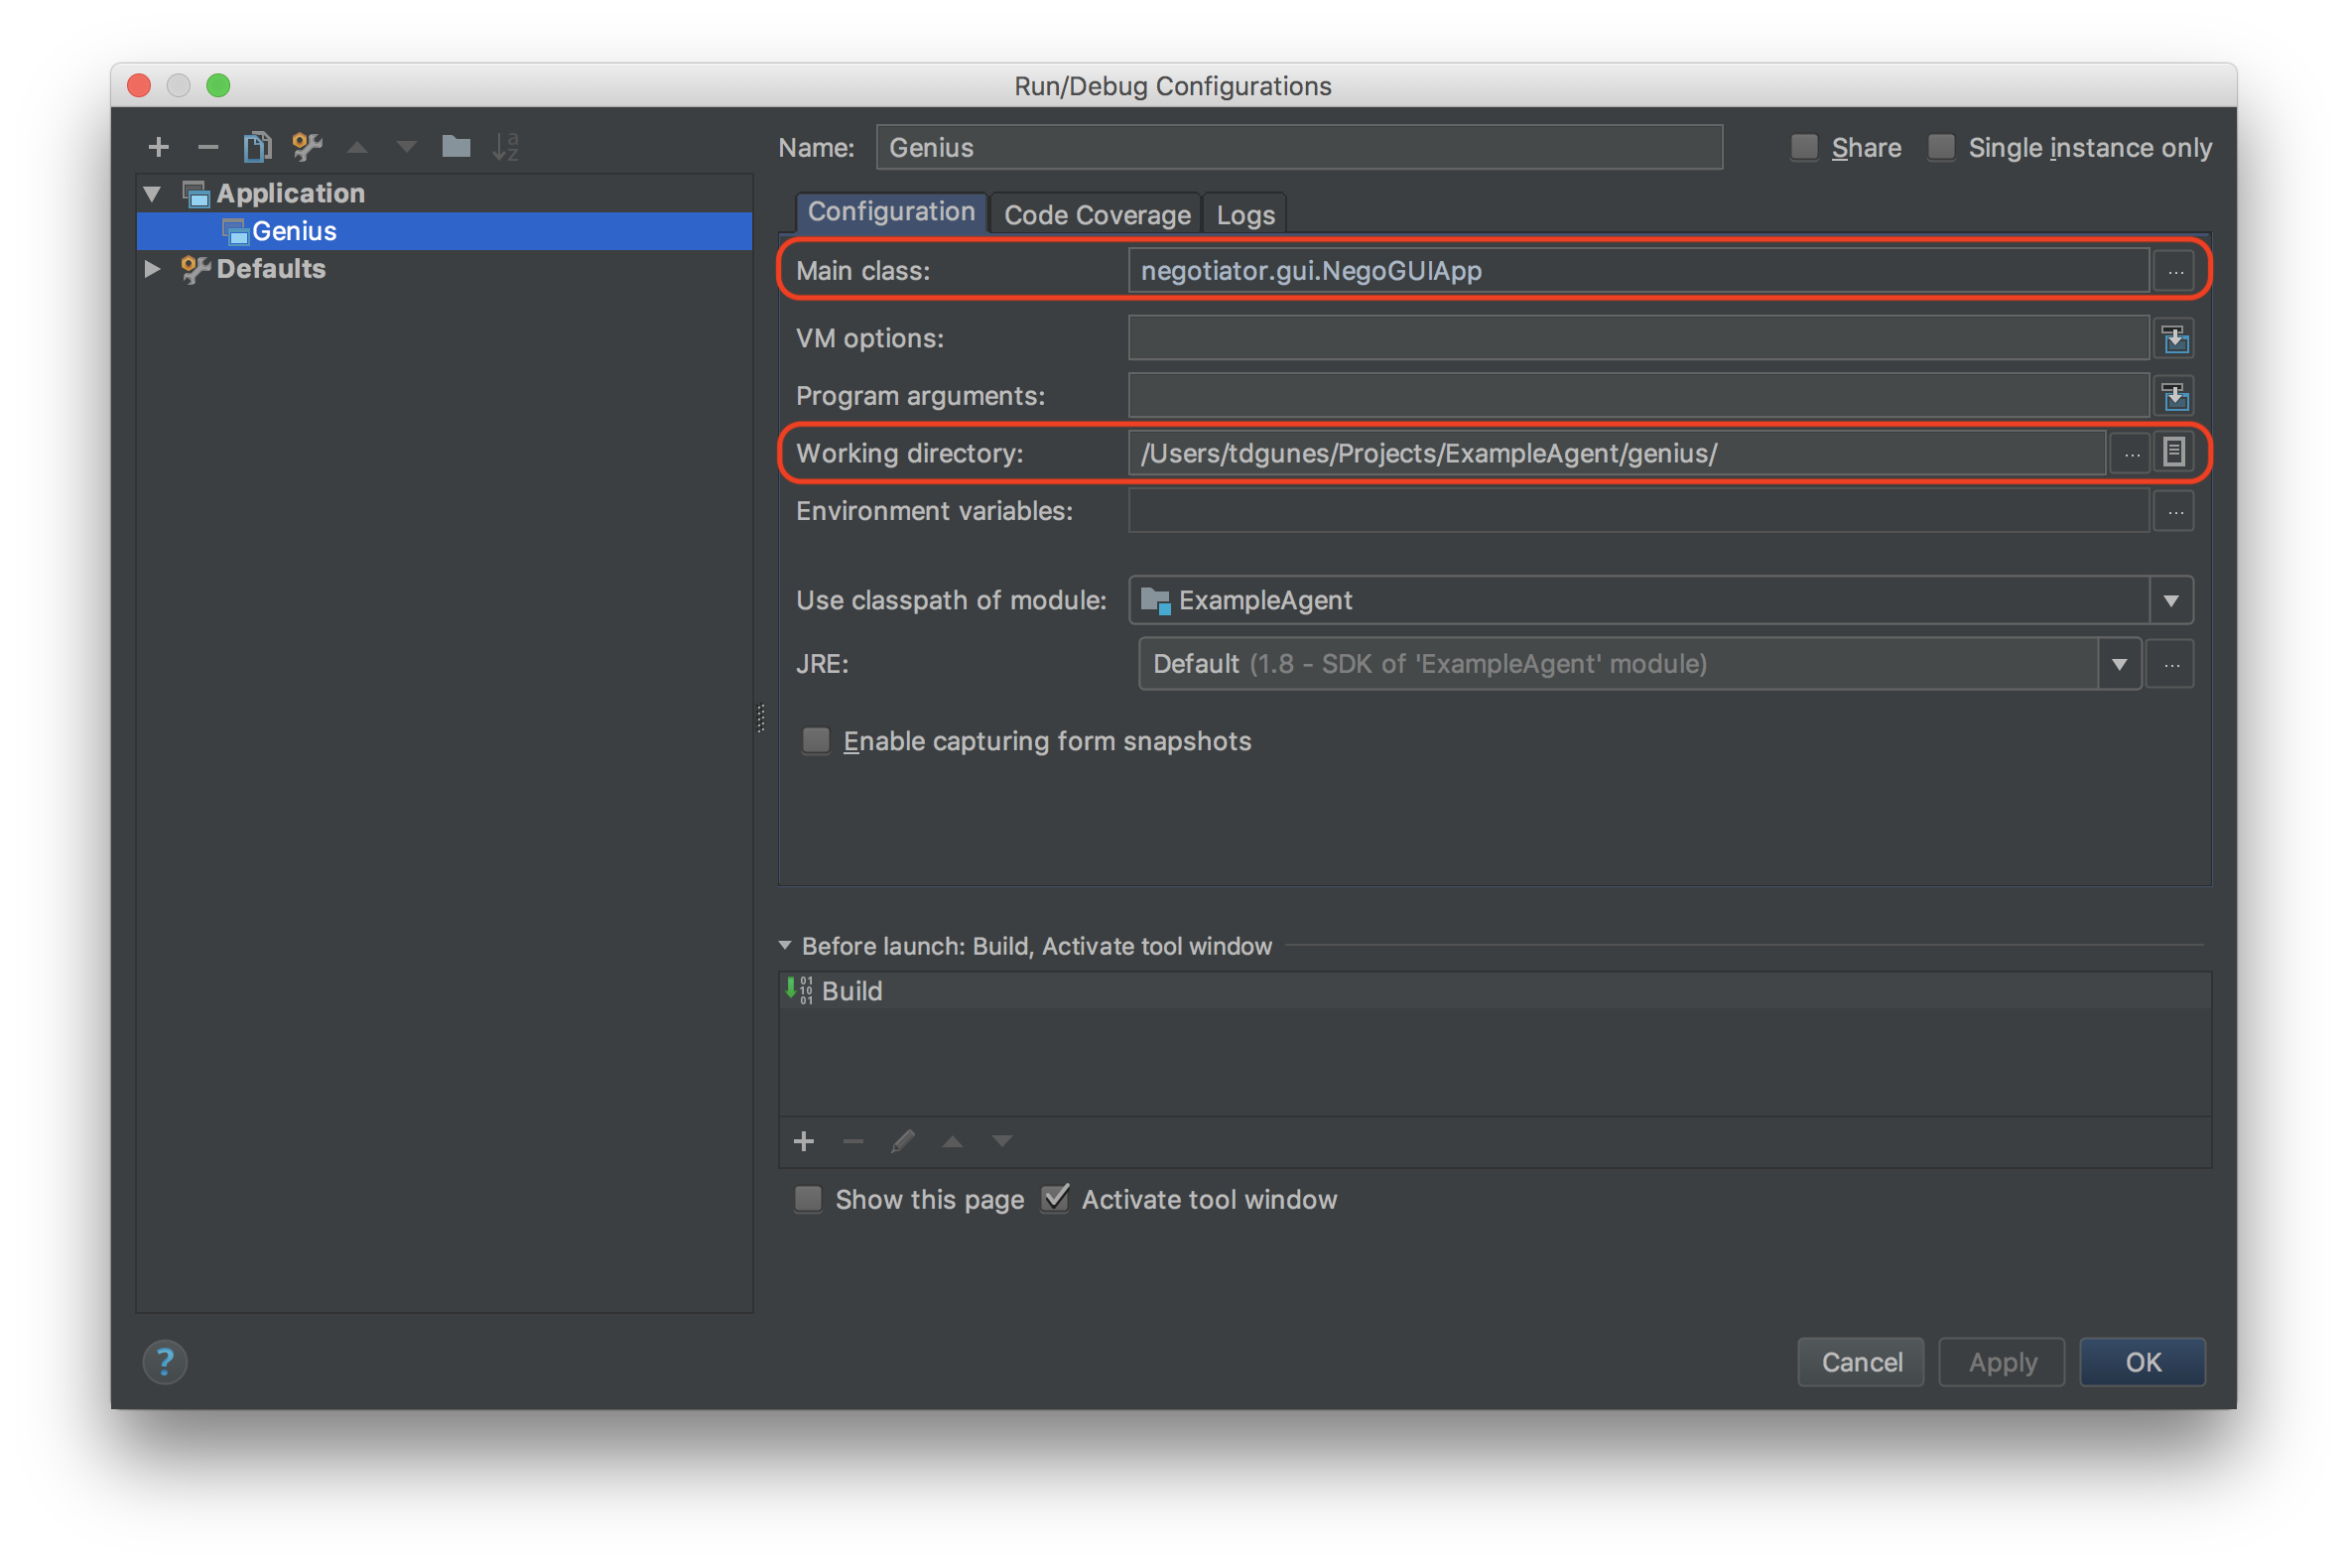 Run/Debug Configurations
Name: Genius Share Single instance only
Application
Genius
Defaults
Configuration Code Coverage Logs
Main class: negotiator.gui.NegoGUIApp ...
VM options:
Program arguments:
Working directory: /Users/tdgunes/Projects/ExampleAgent/genius/ ...
Environment variables: ...
Use classpath of module: ExampleAgent
JRE: Default (1.8 - SDK of 'ExampleAgent' module) ...
Enable capturing form snapshots
Before launch: Build, Activate tool window
Build
Show this page Activate tool window
? Cancel Apply OK